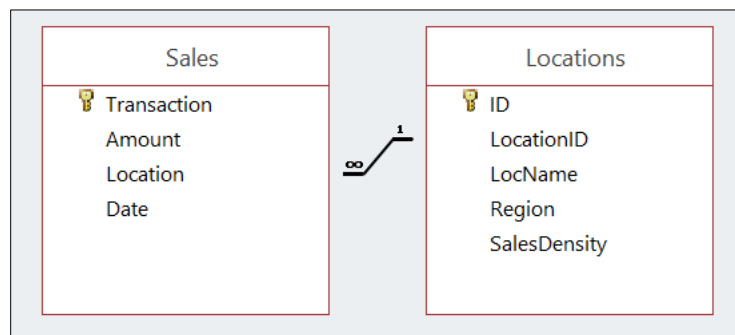 Sales
Transaction
Amount
Location
Date
∞
1
Locations
ID
LocationID
LocName
Region
SalesDensity